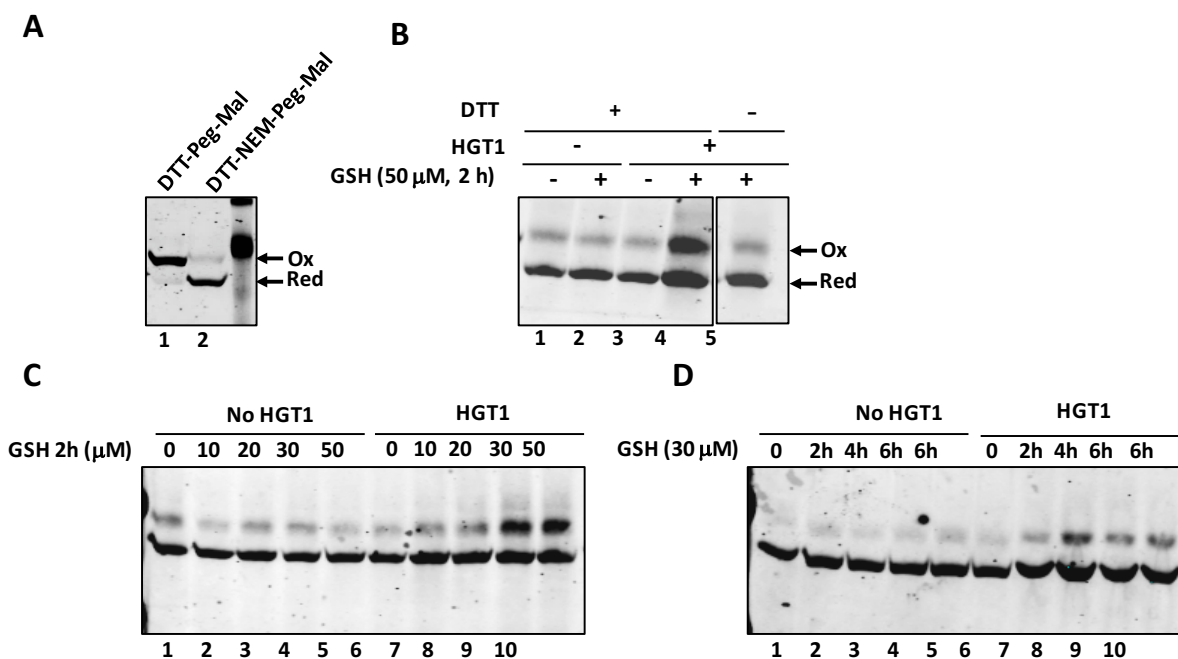 A
DTT-Peg-Mal
DTT-NEM-Peg-Mal
Ox
Red
1 2
B
DTT + -
HGT1 - +
GSH (50 μM, 2 h) - + - + +
Ox
Red
1 2 3 4 5
C
No HGT1 HGT1
GSH 2h (μM) 0 10 20 30 50 0 10 20 30 50
1 2 3 4 5 6 7 8 9 10
D
No HGT1 HGT1
GSH (30 μM) 0 2h 4h 6h 6h 0 2h 4h 6h 6h
1 2 3 4 5 6 7 8 9 10